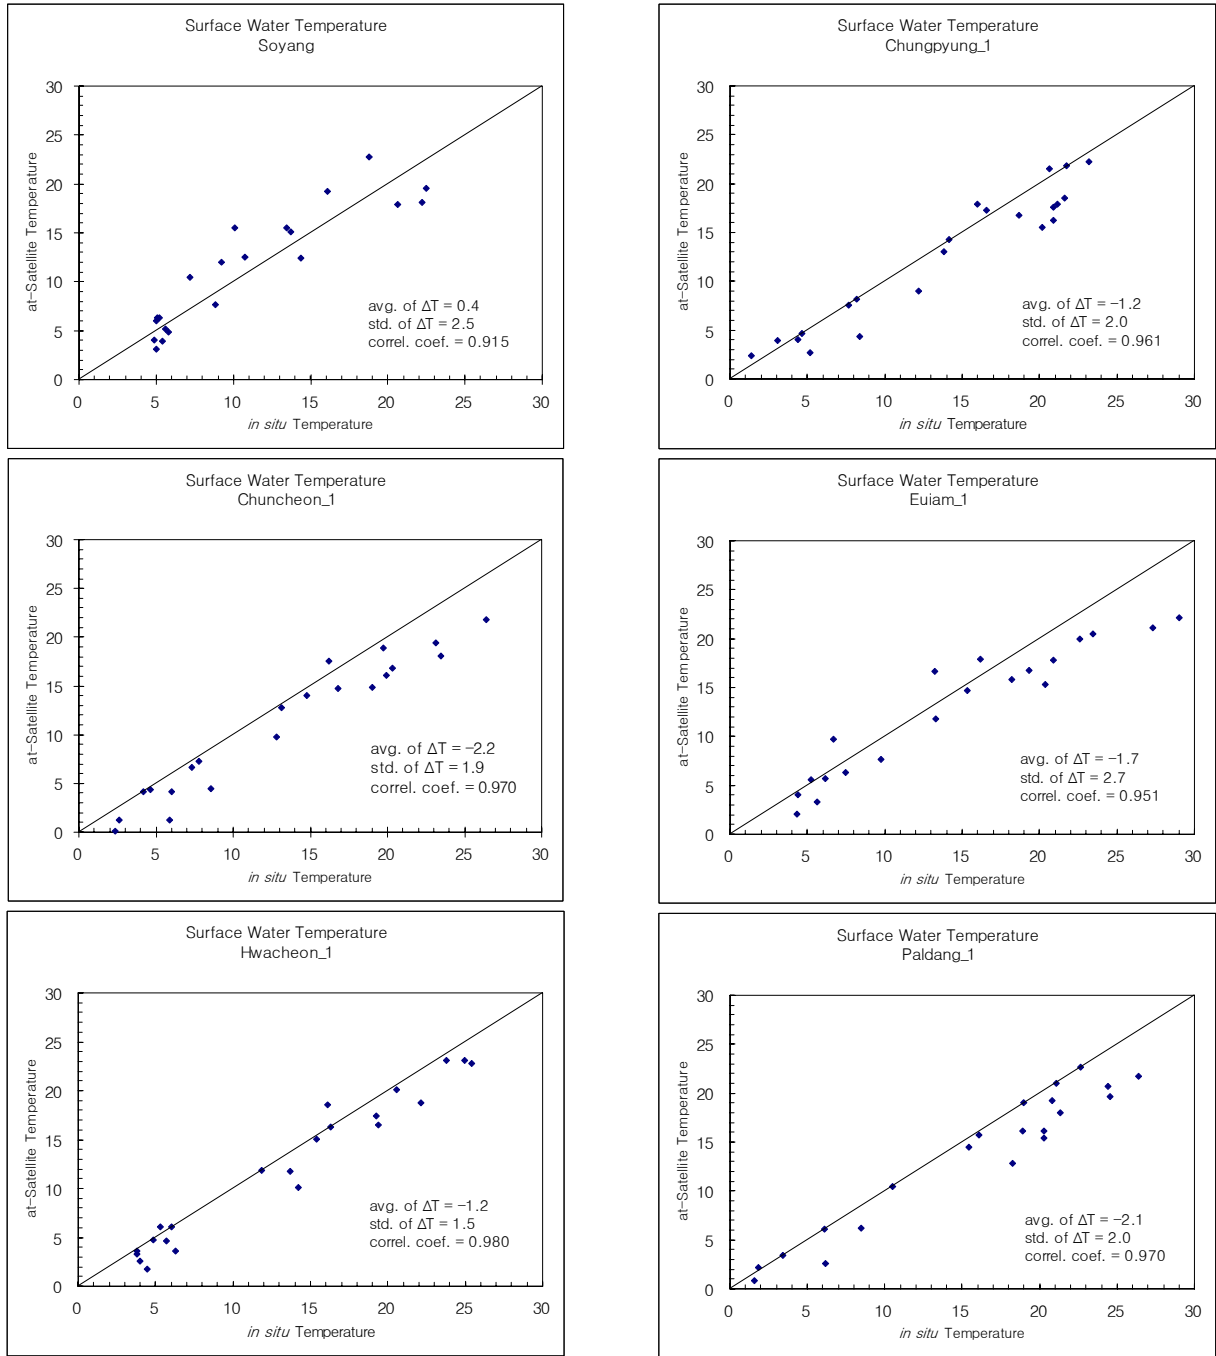 Surface Water Temperature
Soyang
30
25
20
15
10
5
0
at-Satellite Temperature
avg. of ΔT = 0.4
std. of ΔT = 2.5
correl. coef. = 0.915
0 5 10 15 20 25 30
in situ Temperature
Surface Water Temperature
Chungpyung_1
30
25
20
15
10
5
0
at-Satellite Temperature
avg. of ΔT = -1.2
std. of ΔT = 2.0
correl. coef. = 0.961
0 5 10 15 20 25 30
in situ Temperature
Surface Water Temperature
Chuncheon_1
30
25
20
15
10
5
0
at-Satellite Temperature
avg. of ΔT = -2.2
std. of ΔT = 1.9
correl. coef. = 0.970
0 5 10 15 20 25 30
in situ Temperature
Surface Water Temperature
Euiam_1
30
25
20
15
10
5
0
at-Satellite Temperature
avg. of ΔT = -1.7
std. of ΔT = 2.7
correl. coef. = 0.951
0 5 10 15 20 25 30
in situ Temperature
Surface Water Temperature
Hwacheon_1
30
25
20
15
10
5
0
at-Satellite Temperature
avg. of ΔT = -1.2
std. of ΔT = 1.5
correl. coef. = 0.980
0 5 10 15 20 25 30
in situ Temperature
Surface Water Temperature
Paldang_1
30
25
20
15
10
5
0
at-Satellite Temperature
avg. of ΔT = -2.1
std. of ΔT = 2.0
correl. coef. = 0.970
0 5 10 15 20 25 30
in situ Temperature